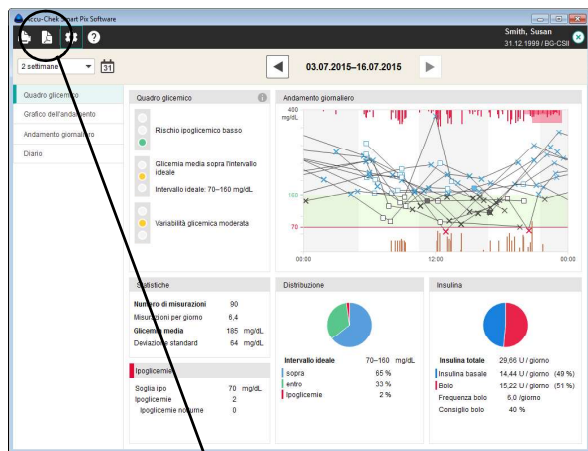 Accu-Chek Smart Pix Software
Smith, Susan
31.12.1999 / BG-CSII
2 settimane
31
03.07.2015–16.07.2015
Quadro glicemico
Grafico dell'andamento
Andamento giornaliero
Diario
Quadro glicemico
Rischio ipoglicemico basso
Glicemia media sopra l'intervallo
ideale
Intervallo ideale: 70–160 mg/dL
Variabilità glicemica moderata
Andamento giornaliero
400
mg/dL
160
70
00:00
12:00
00:00
Statistiche
Numero di misurazioni 90
Misurazioni per giorno 6,4
Glicemia media 185 mg/dL
Deviazione standard 64 mg/dL
Ipoglicemie
Soglia ipo 70 mg/dL
Ipoglicemie 2
Ipoglicemie notturne 0
Distribuzione
Intervallo ideale 70–160 mg/dL
sopra 65 %
entro 33 %
Ipoglicemie 2 %
Insulina
Insulina totale 29,66 U / giorno
Insulina basale 14,44 U / giorno (49 %)
Bolo 15,22 U / giorno (51 %)
Frequenza bolo 6,0 /giorno
Consiglio bolo 40 %